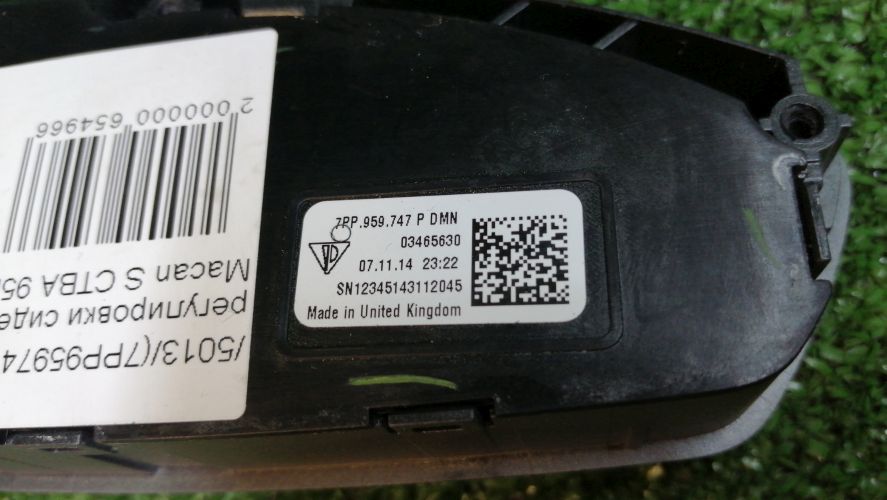 7PP.959.747 P DMN
03465630
07.11.14 23:22
SN12345143112045
Made in United Kingdom
/5013/(7PP95974
регулировки сиде
Macan S CTBA 95
2 000000 654966